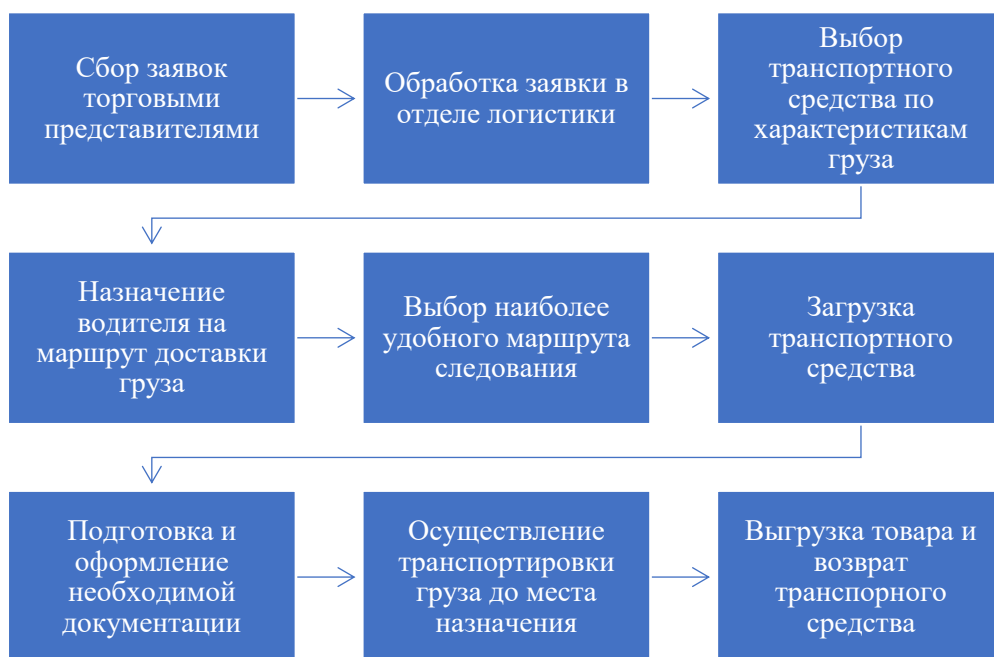 Сбор заявок
торговыми
представителями
Обработка заявки в
отделе логистики
Выбор
транспортного
средства по
характеристикам
груза
Назначение
водителя на
маршрут доставки
груза
Выбор наиболее
удобного маршрута
следования
Загрузка
транспортного
средства
Подготовка и
оформление
необходимой
документации
Осуществление
транспортировки
груза до места
назначения
Выгрузка товара и
возврат
транспорного
средства